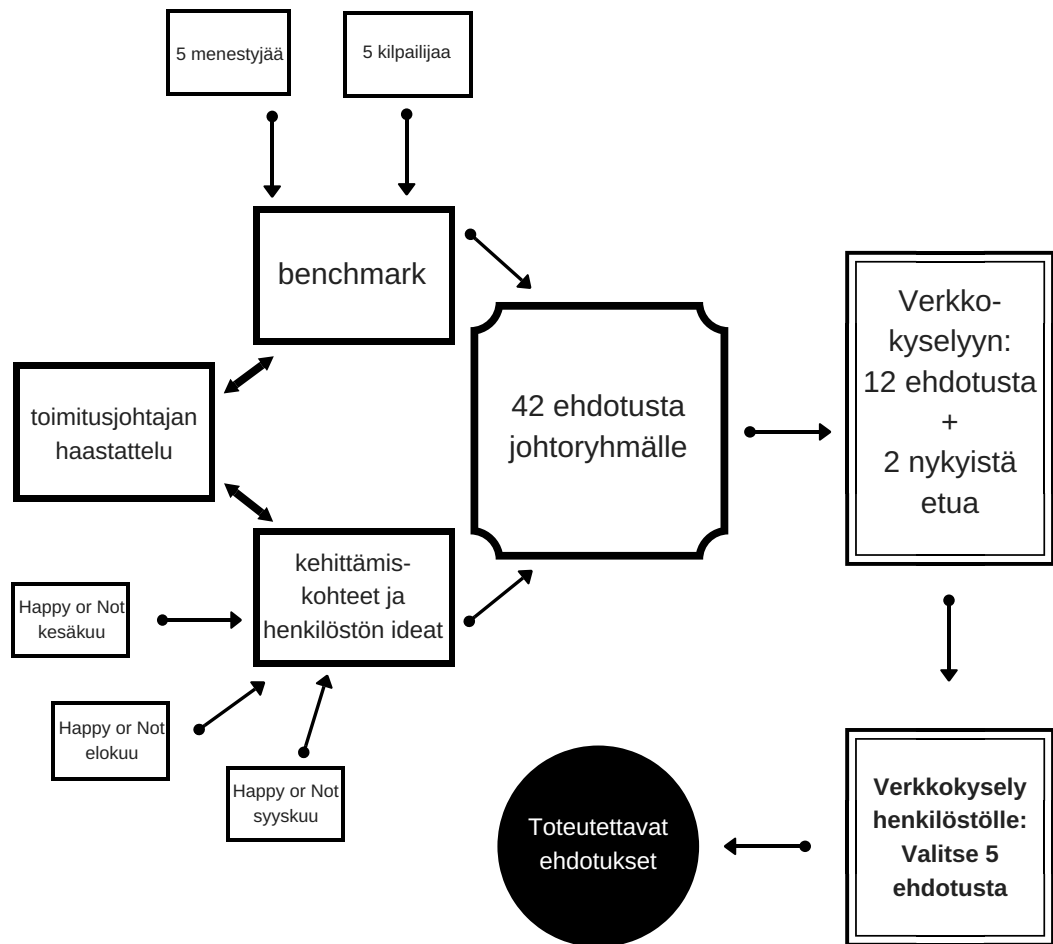 5 menestyjää
5 kilpailijaa
benchmark
toimitusjohtajan
haastattelu
kehittämis-
kohteet ja
henkilöstön ideat
Happy or Not
kesäkuu
Happy or Not
elokuu
Happy or Not
syyskuu
42 ehdotusta
johtoryhmälle
Verkko-
kyselyyn:
12 ehdotusta
+
2 nykyistä
etua
Verkkokysely
henkilöstölle:
Valitse 5
ehdotusta
Toteutettavat
ehdotukset